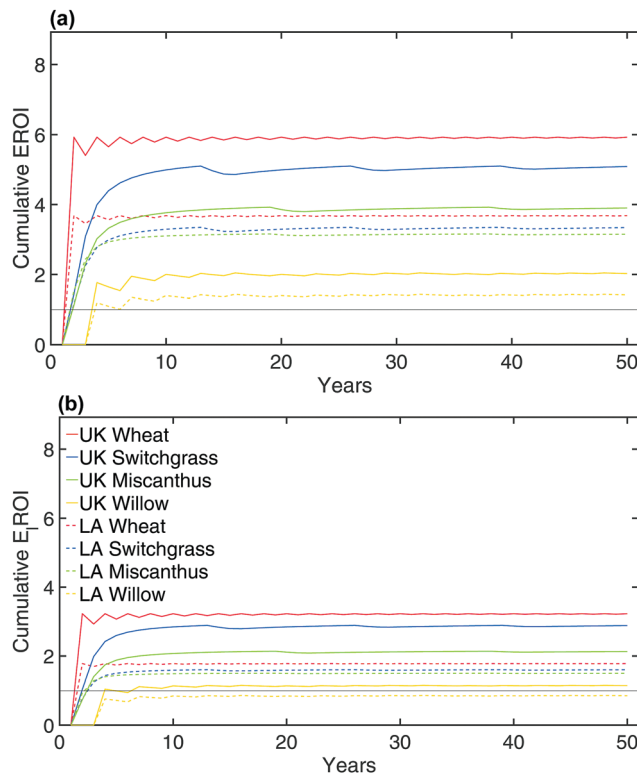 (a)
8
6
4
2
0
Cumulative EROI
0 10 20 30 40 50
Years
(b)
8
6
4
2
0
Cumulative E_IROI
UK Wheat
UK Switchgrass
UK Miscanthus
UK Willow
LA Wheat
LA Switchgrass
LA Miscanthus
LA Willow
0 10 20 30 40 50
Years